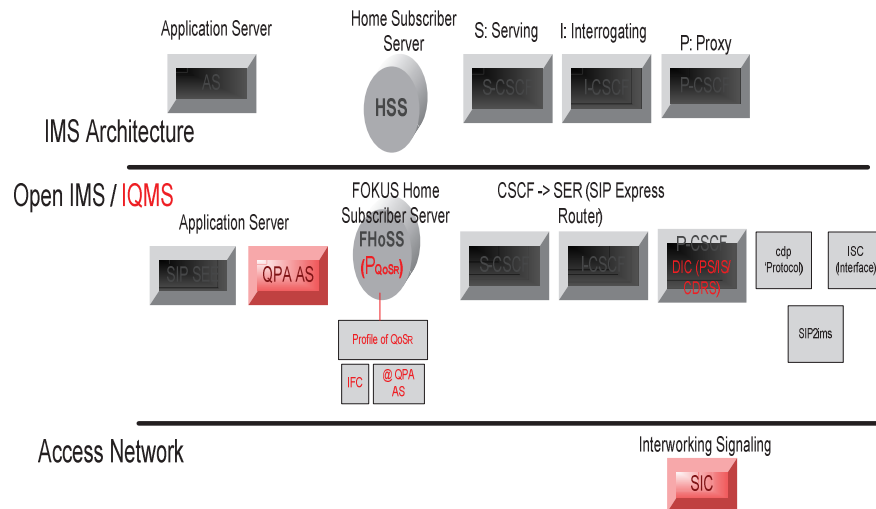 Application Server
Home Subscriber
Server
S: Serving
I: Interrogating
P: Proxy
AS
HSS
S-CSCF
I-CSCF
P-CSCF
IMS Architecture
Open IMS / IQMS
Application Server
FOKUS Home
Subscriber Server
CSCF -> SER (SIP Express
Router)
QPA AS
FHoSS
(PQoSR)
S-CSCF
I-CSCF
P-CSCF
DIC (PS/IS/
CDRS)
cdp
'Protocol)
ISC
(Interface)
SIP2ims
Profile of QoSR
IFC
@ QPA
AS
Access Network
Interworking Signaling
SIC